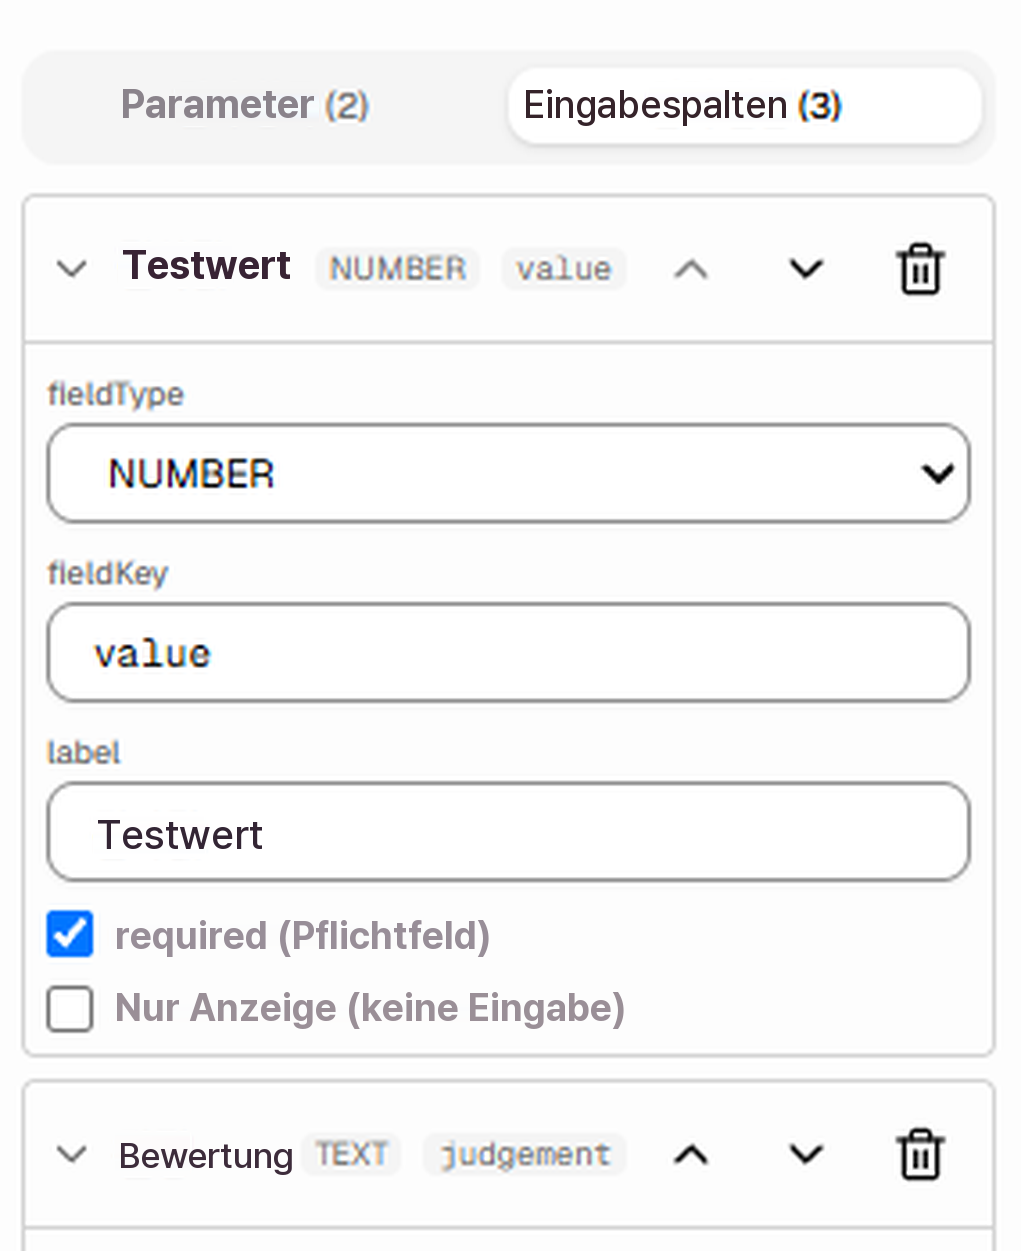 Parameter (2) Eingabespalten (3)
Testwert NUMBER value
fieldType
NUMBER
fieldKey
value
label
Testwert
required (Pflichtfeld)
Nur Anzeige (keine Eingabe)
Bewertung TEXT judgement